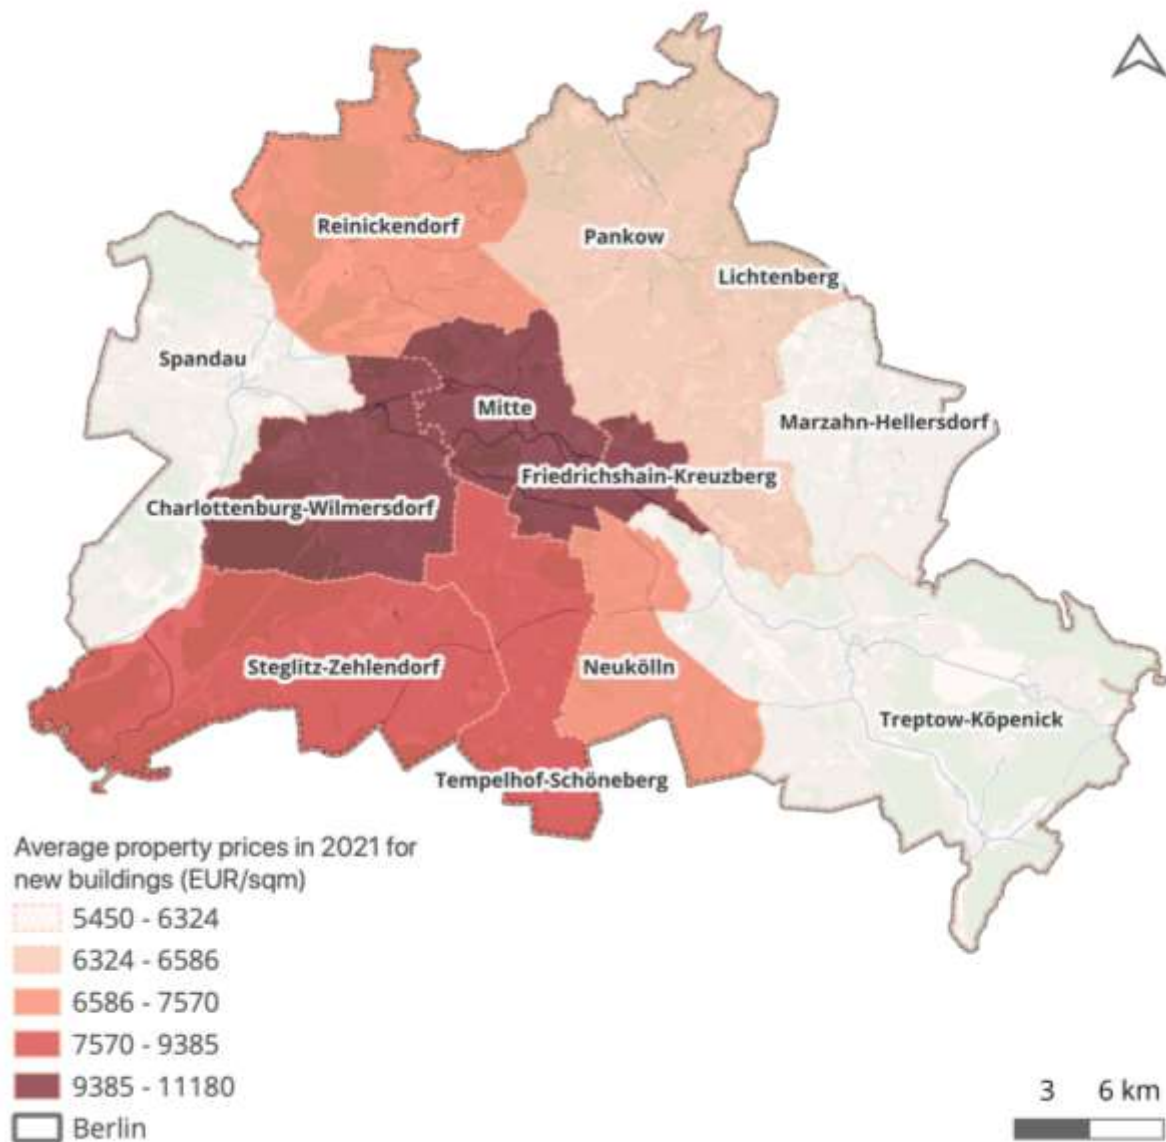 Reinickendorf
Pankow
Lichtenberg
Spandau
Mitte
Marzahn-Hellersdorf
Friedrichshain-Kreuzberg
Charlottenburg-Wilmersdorf
Steglitz-Zehlendorf
Neukölln
Treptow-Köpenick
Tempelhof-Schöneberg
Average property prices in 2021 for
new buildings (EUR/sqm)
5450 - 6324
6324 - 6586
6586 - 7570
7570 - 9385
9385 - 11180
Berlin
3 6 km